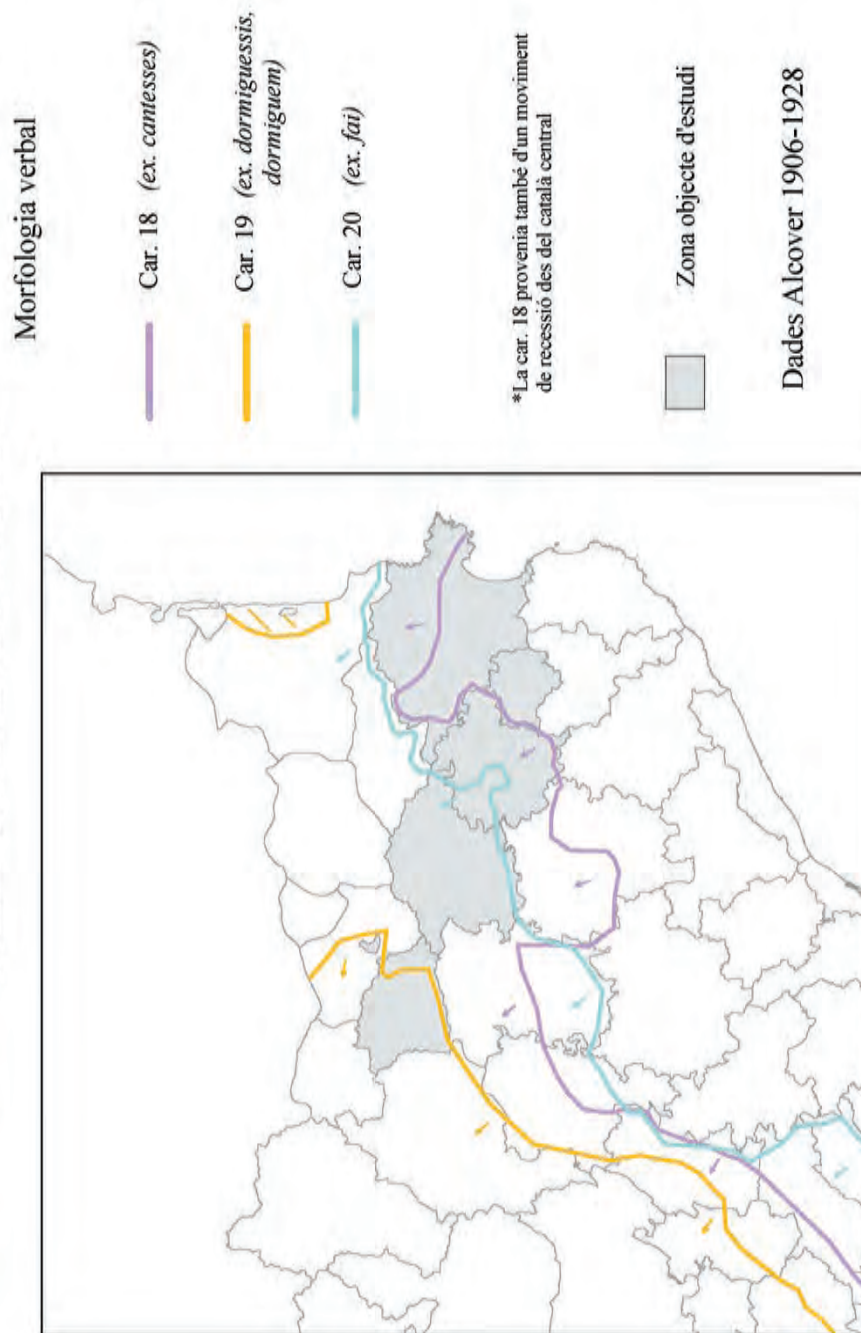 Morfologia verbal
Car. 18 (ex. cantesses)
Car. 19 (ex. dormiguessis,
dormiguem)
Car. 20 (ex. fai)
*La car. 18 provenia també d'un moviment
de recessió des del català central
Zona objecte d'estudi
Dades Alcover 1906-1928